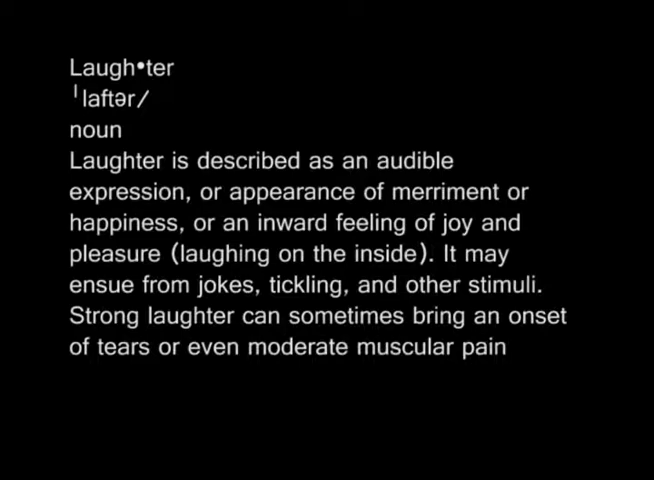 Laugh•ter
ˈlaftər/
noun
Laughter is described as an audible
expression, or appearance of merriment or
happiness, or an inward feeling of joy and
pleasure (laughing on the inside). It may
ensue from jokes, tickling, and other stimuli.
Strong laughter can sometimes bring an onset
of tears or even moderate muscular pain